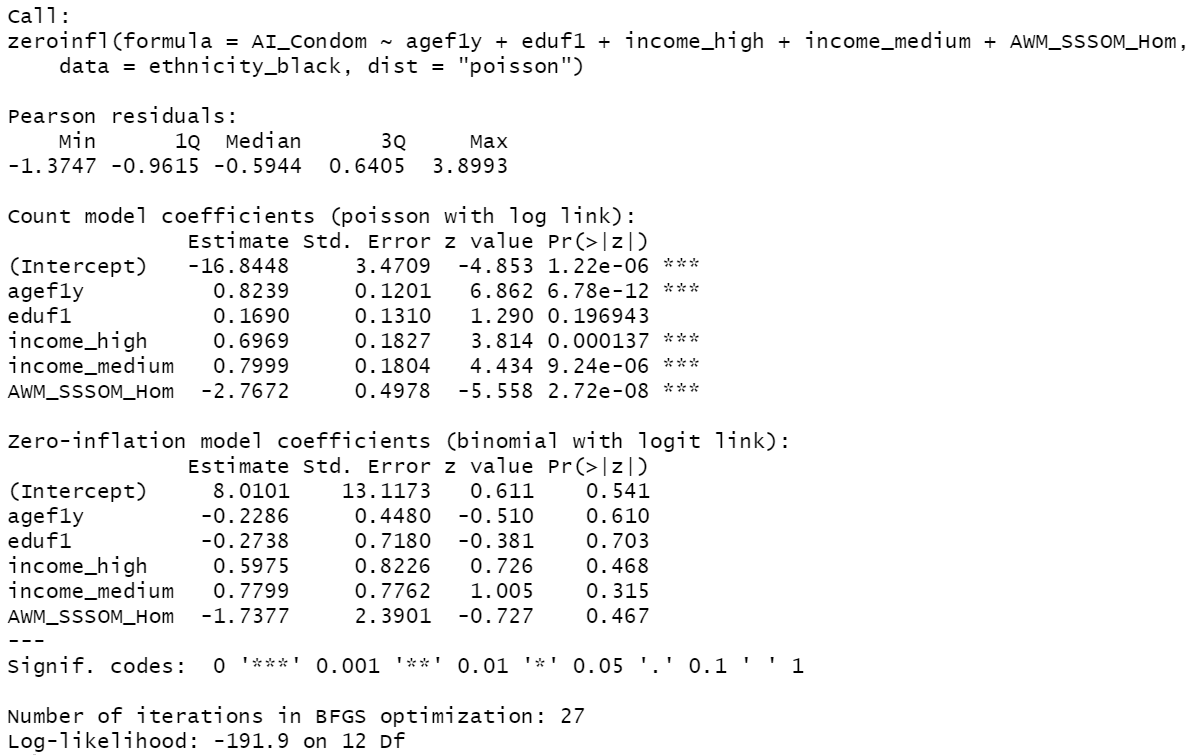 Call:
zeroinfl(formula = AI_Condom ~ agef1y + eduf1 + income_high + income_medium + AWM_SSSOM_Hom,
    data = ethnicity_black, dist = "poisson")

Pearson residuals:
    Min      1Q  Median      3Q     Max
-1.3747 -0.9615 -0.5944  0.6405  3.8993

Count model coefficients (poisson with log link):
              Estimate Std. Error z value Pr(>|z|)
(Intercept)   -16.8448     3.4709  -4.853 1.22e-06 ***
agef1y          0.8239     0.1201   6.862 6.78e-12 ***
eduf1           0.1690     0.1310   1.290 0.196943
income_high     0.6969     0.1827   3.814 0.000137 ***
income_medium   0.7999     0.1804   4.434 9.24e-06 ***
AWM_SSSOM_Hom  -2.7672     0.4978  -5.558 2.72e-08 ***

Zero-inflation model coefficients (binomial with logit link):
              Estimate Std. Error z value Pr(>|z|)
(Intercept)     8.0101    13.1173   0.611    0.541
agef1y         -0.2286     0.4480  -0.510    0.610
eduf1          -0.2738     0.7180  -0.381    0.703
income_high     0.5975     0.8226   0.726    0.468
income_medium   0.7799     0.7762   1.005    0.315
AWM_SSSOM_Hom  -1.7377     2.3901  -0.727    0.467
---
Signif. codes:  0 '***' 0.001 '**' 0.01 '*' 0.05 '.' 0.1 ' ' 1

Number of iterations in BFGS optimization: 27
Log-likelihood: -191.9 on 12 Df